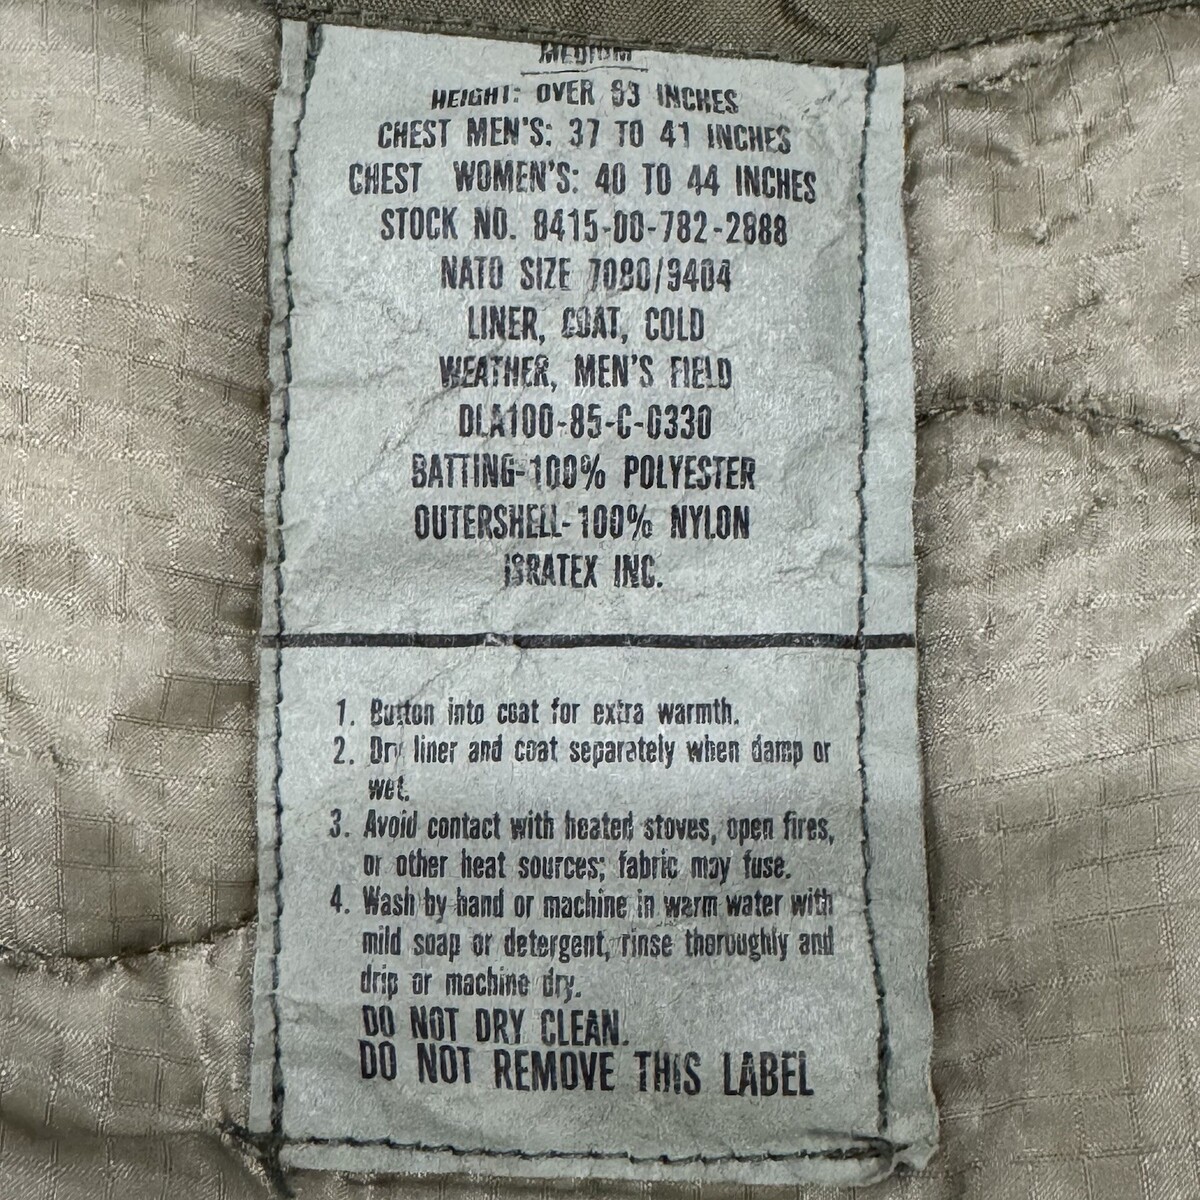 MEDIUM
HEIGHT: OVER 63 INCHES
CHEST MEN'S: 37 TO 41 INCHES
CHEST WOMEN'S: 40 TO 44 INCHES
STOCK NO. 8415-00-782-2888
NATO SIZE 7080/9404
LINER, COAT, COLD
WEATHER, MEN'S FIELD
DLA100-85-C-0330
BATTING-100% POLYESTER
OUTERSHELL-100% NYLON
ISRATEX INC.
1. Button into coat for extra warmth.
2. Dry liner and coat separately when damp or
wet.
3. Avoid contact with heated stoves, open fires,
or other heat sources; fabric may fuse.
4. Wash by hand or machine in warm water with
mild soap or detergent, rinse thoroughly and
drip or machine dry.
DO NOT DRY CLEAN.
DO NOT REMOVE THIS LABEL